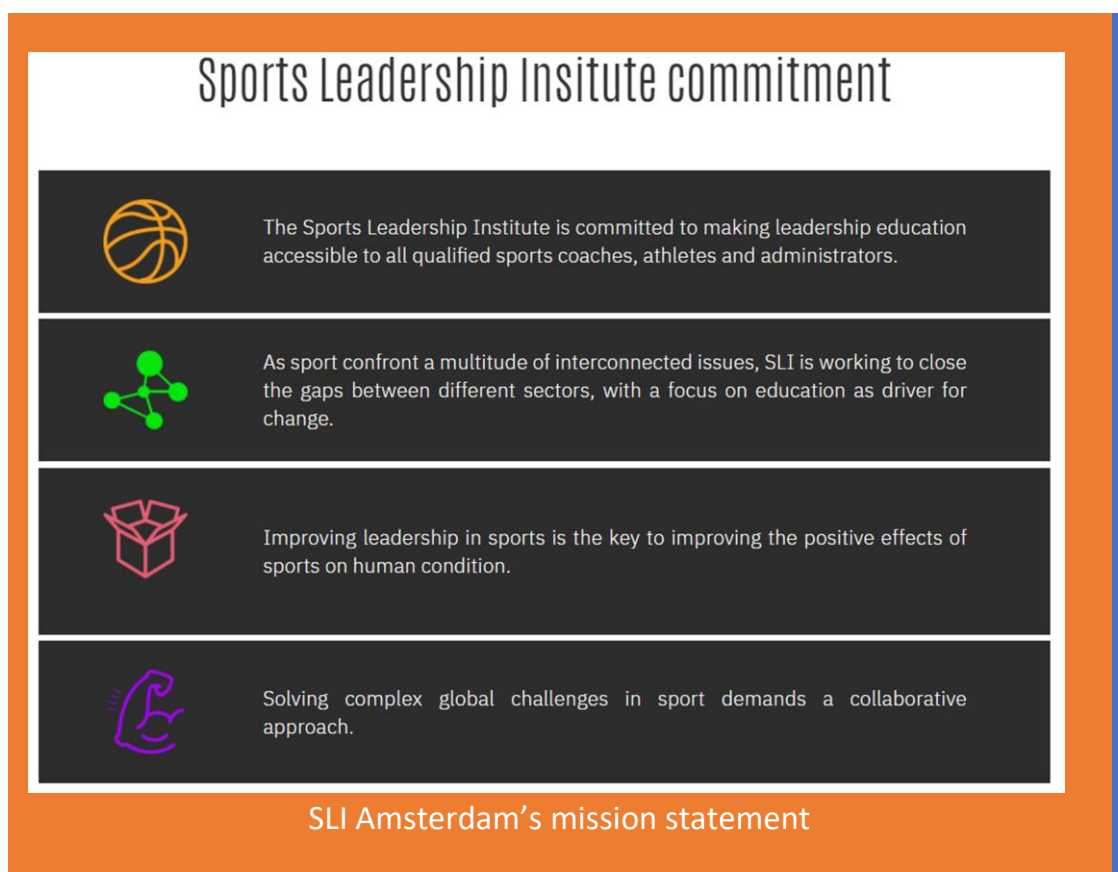 Sports Leadership Insitute commitment
The Sports Leadership Institute is committed to making leadership education
accessible to all qualified sports coaches, athletes and administrators.
As sport confront a multitude of interconnected issues, SLI is working to close
the gaps between different sectors, with a focus on education as driver for
change.
Improving leadership in sports is the key to improving the positive effects of
sports on human condition.
Solving complex global challenges in sport demands a collaborative
approach.
SLI Amsterdam’s mission statement